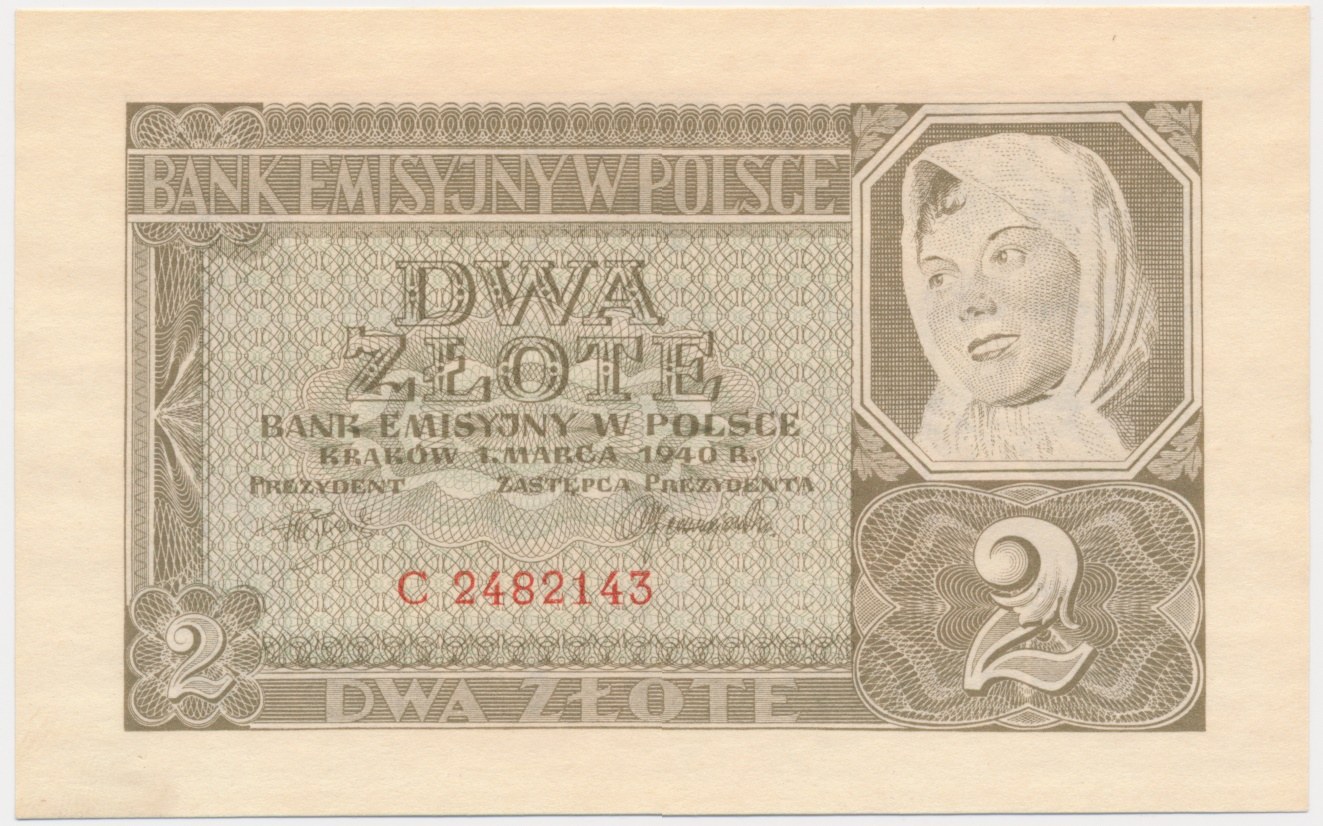 BANK EMISYJNY W POLSCE
DWA
ZŁOTE
BANK EMISYJNY W POLSCE
KRAKÓW 1. MARCA 1940 R.
PREZYDENT ZASTĘPCA PREZYDENTA
C 2482143
2
2
DWA ZŁOTE